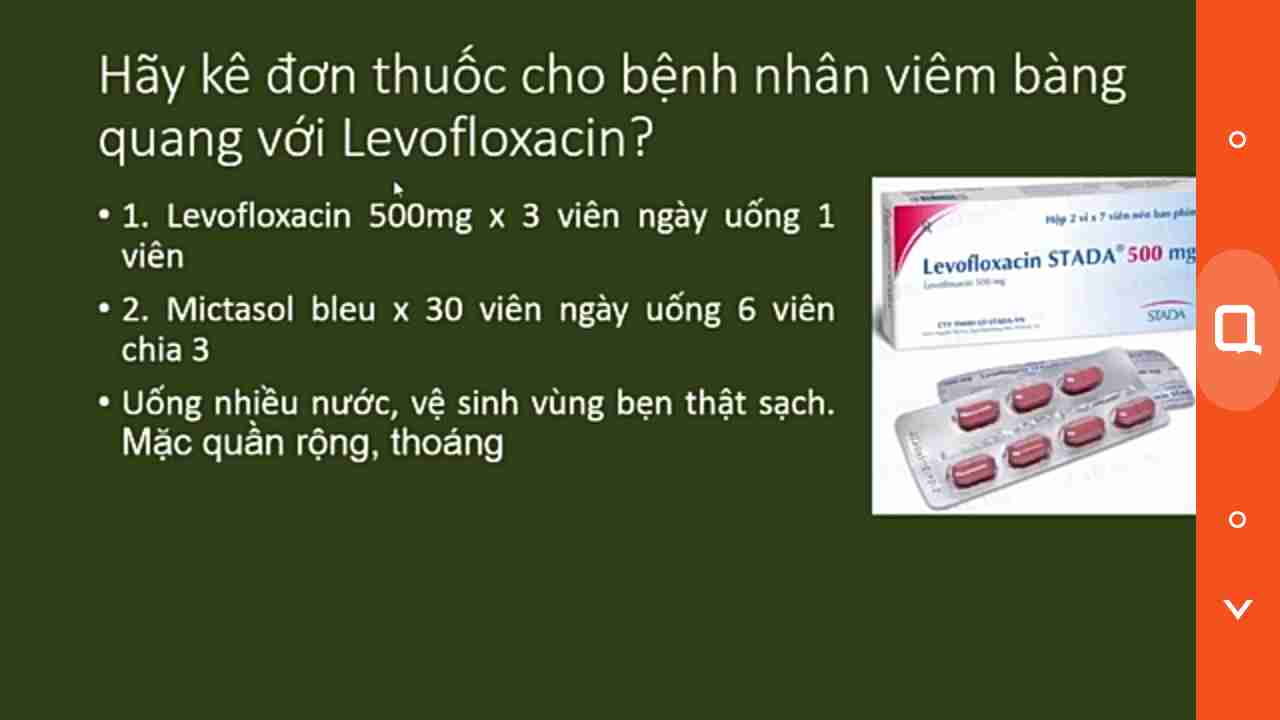 Hãy kê đơn thuốc cho bệnh nhân viêm bàng
quang với Levofloxacin?
• 1. Levofloxacin 500mg x 3 viên ngày uống 1
viên
• 2. Mictasol bleu x 30 viên ngày uống 6 viên
chia 3
• Uống nhiều nước, vệ sinh vùng bẹn thật sạch.
Mặc quần rộng, thoáng
Hộp 2 vỉ x 7 viên nén bao phim
Levofloxacin STADA® 500 mg
Levofloxacin 500 mg
STADA